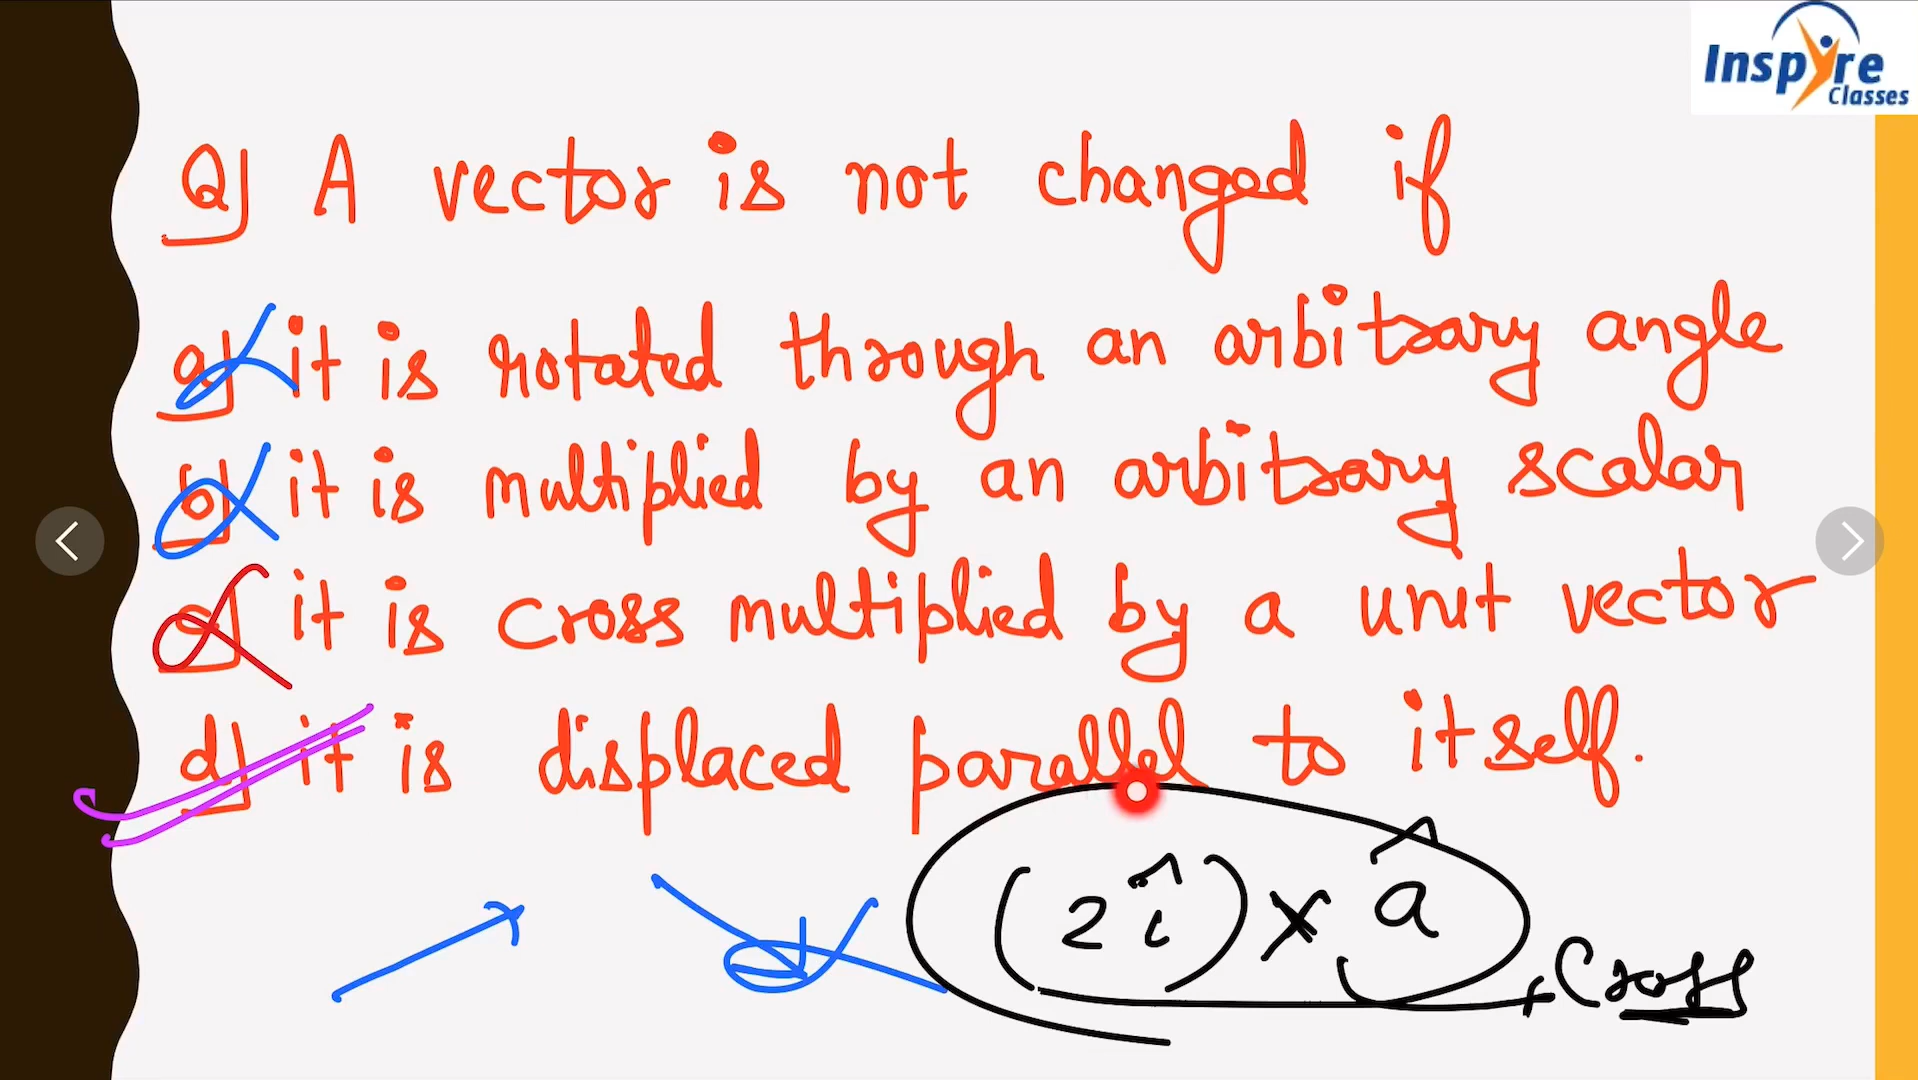 Inspyre
Classes
Q) A vector is not changed if
a) it is rotated through an arbitrary angle
b) it is multiplied by an arbitrary scalar
c) it is cross multiplied by a unit vector
d) it is displaced parallel to itself.
(2î) × â
Cross